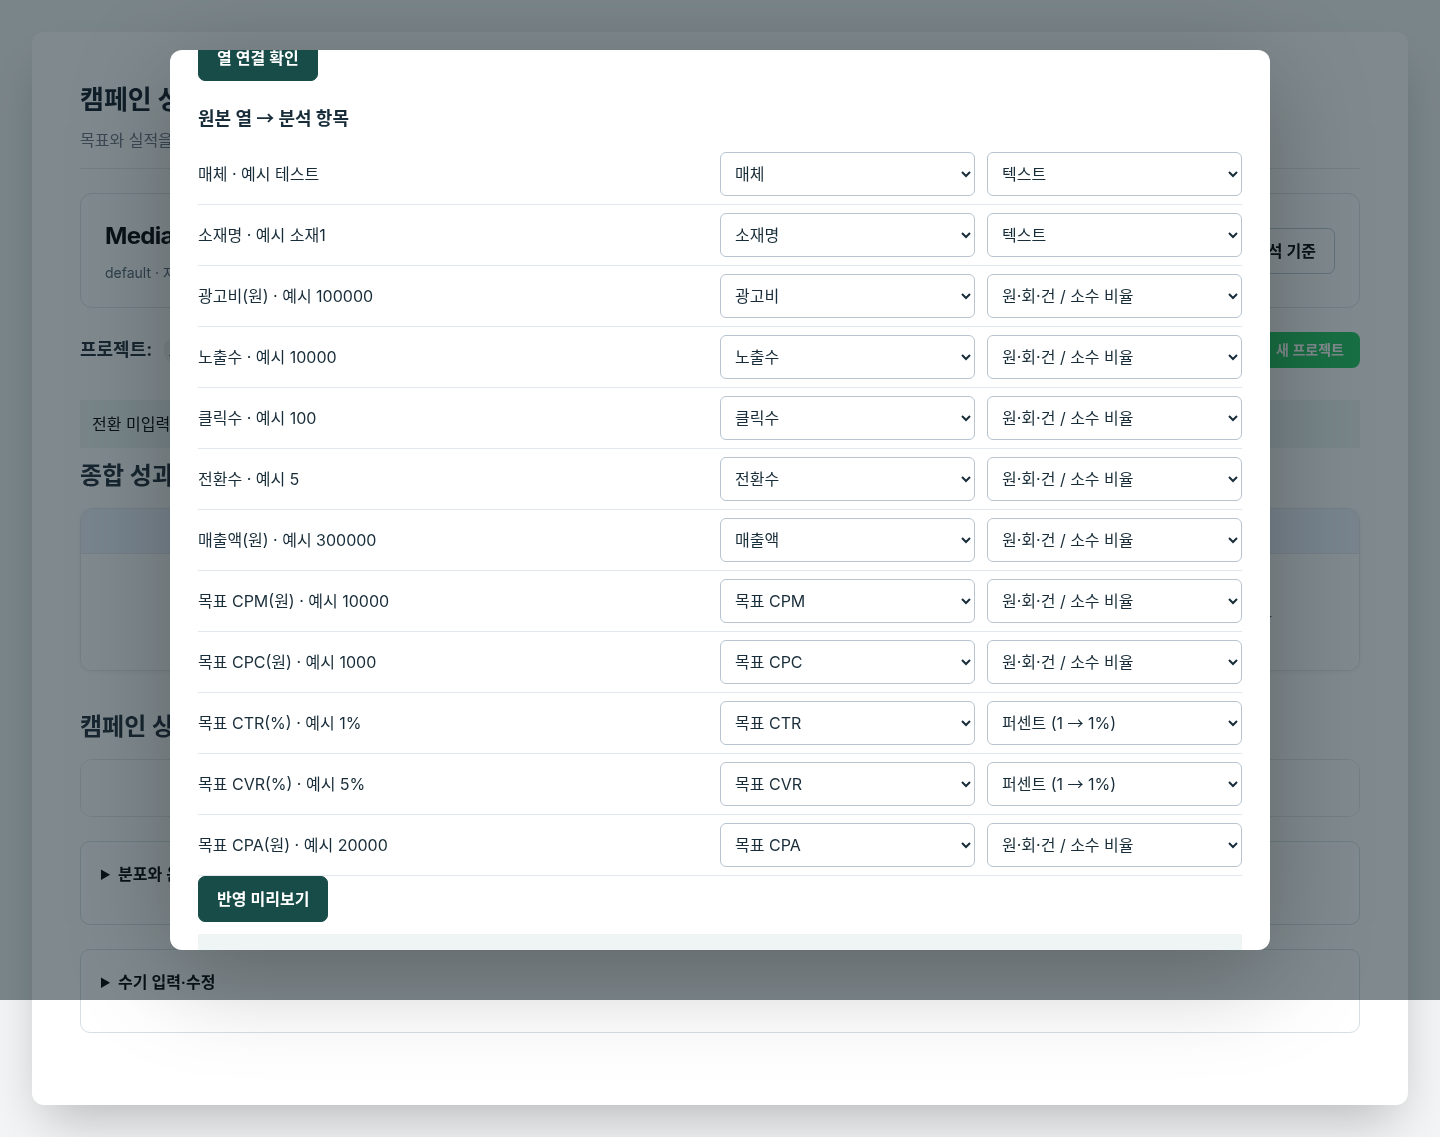 열 연결 확인
캠페인 성
원본 열 → 분석 항목
목표와 실적을
매체 · 예시 테스트 매체 텍스트
소재명 · 예시 소재1 소재명 텍스트
Media
석 기준
default · 지
광고비(원) · 예시 100000 광고비 원·회·건 / 소수 비율
프로젝트:
노출수 · 예시 10000 노출수 원·회·건 / 소수 비율
새 프로젝트
클릭수 · 예시 100 클릭수 원·회·건 / 소수 비율
전환 미입력
종합 성과
전환수 · 예시 5 전환수 원·회·건 / 소수 비율
매출액(원) · 예시 300000 매출액 원·회·건 / 소수 비율
목표 CPM(원) · 예시 10000 목표 CPM 원·회·건 / 소수 비율
목표 CPC(원) · 예시 1000 목표 CPC 원·회·건 / 소수 비율
캠페인 상
목표 CTR(%) · 예시 1% 목표 CTR 퍼센트 (1 → 1%)
목표 CVR(%) · 예시 5% 목표 CVR 퍼센트 (1 → 1%)
목표 CPA(원) · 예시 20000 목표 CPA 원·회·건 / 소수 비율
분포와
반영 미리보기
수기 입력·수정